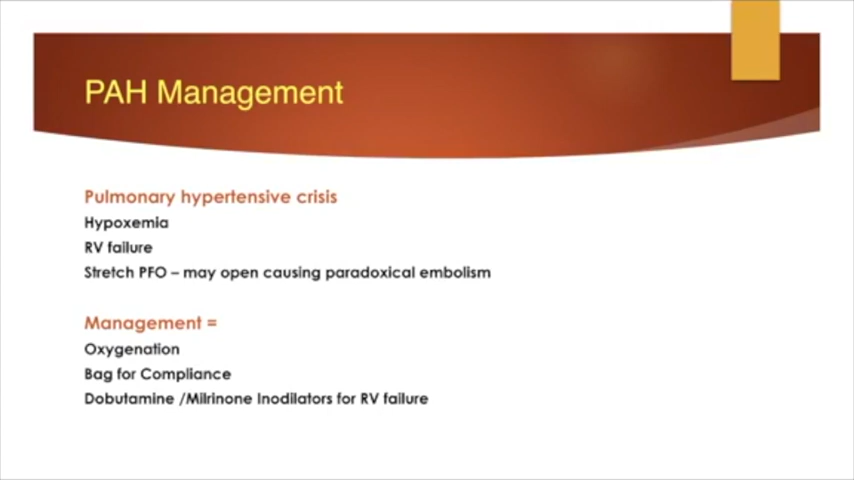 PAH Management
Pulmonary hypertensive crisis
Hypoxemia
RV failure
Stretch PFO – may open causing paradoxical embolism
Management =
Oxygenation
Bag for Compliance
Dobutamine /Milrinone Inodilators for RV failure